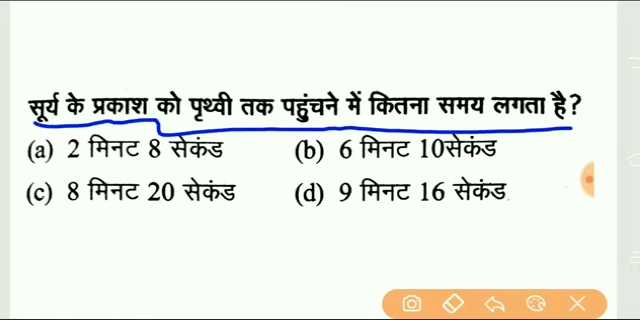 सूर्य के प्रकाश को पृथ्वी तक पहुंचने में कितना समय लगता है?
(a) 2 मिनट 8 सेकंड (b) 6 मिनट 10सेकंड
(c) 8 मिनट 20 सेकंड (d) 9 मिनट 16 सेकंड